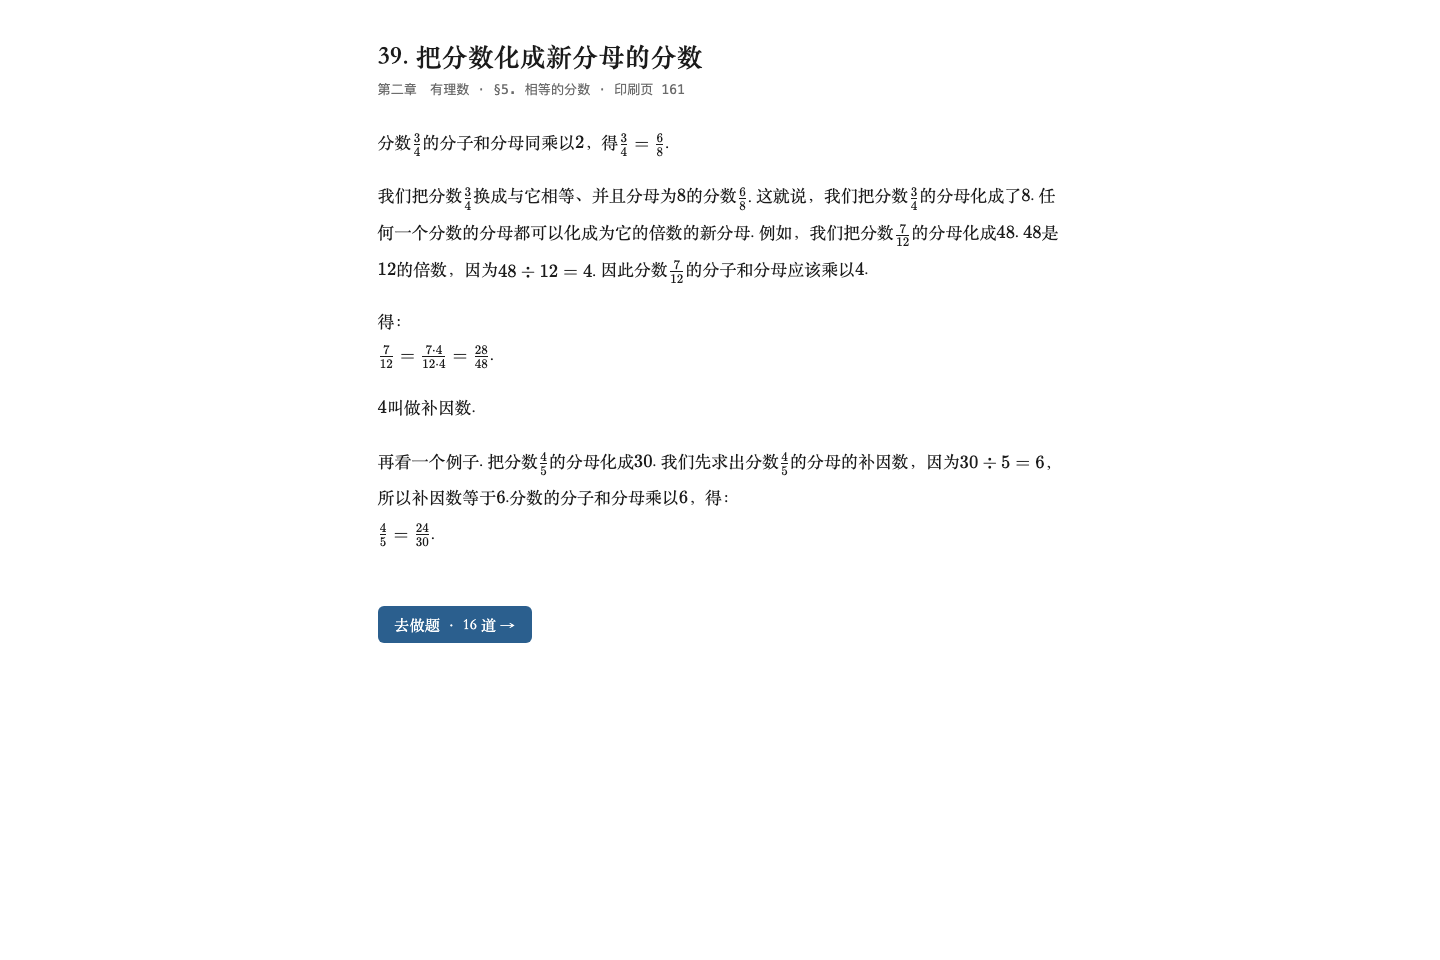 39. 把分数化成新分母的分数
第二章 有理数 · §5. 相等的分数 · 印刷页 161
分数3/4的分子和分母同乘以2，得3/4 = 6/8.
我们把分数3/4换成与它相等、并且分母为8的分数6/8. 这就说，我们把分数3/4的分母化成了8. 任
何一个分数的分母都可以化成为它的倍数的新分母. 例如，我们把分数7/12的分母化成48. 48是
12的倍数，因为48 ÷ 12 = 4. 因此分数7/12的分子和分母应该乘以4.
得：
7/12 = 7·4/12·4 = 28/48.
4叫做补因数.
再看一个例子. 把分数4/5的分母化成30. 我们先求出分数4/5的分母的补因数，因为30 ÷ 5 = 6，
所以补因数等于6.分数的分子和分母乘以6，得：
4/5 = 24/30.
去做题 · 16 道 →